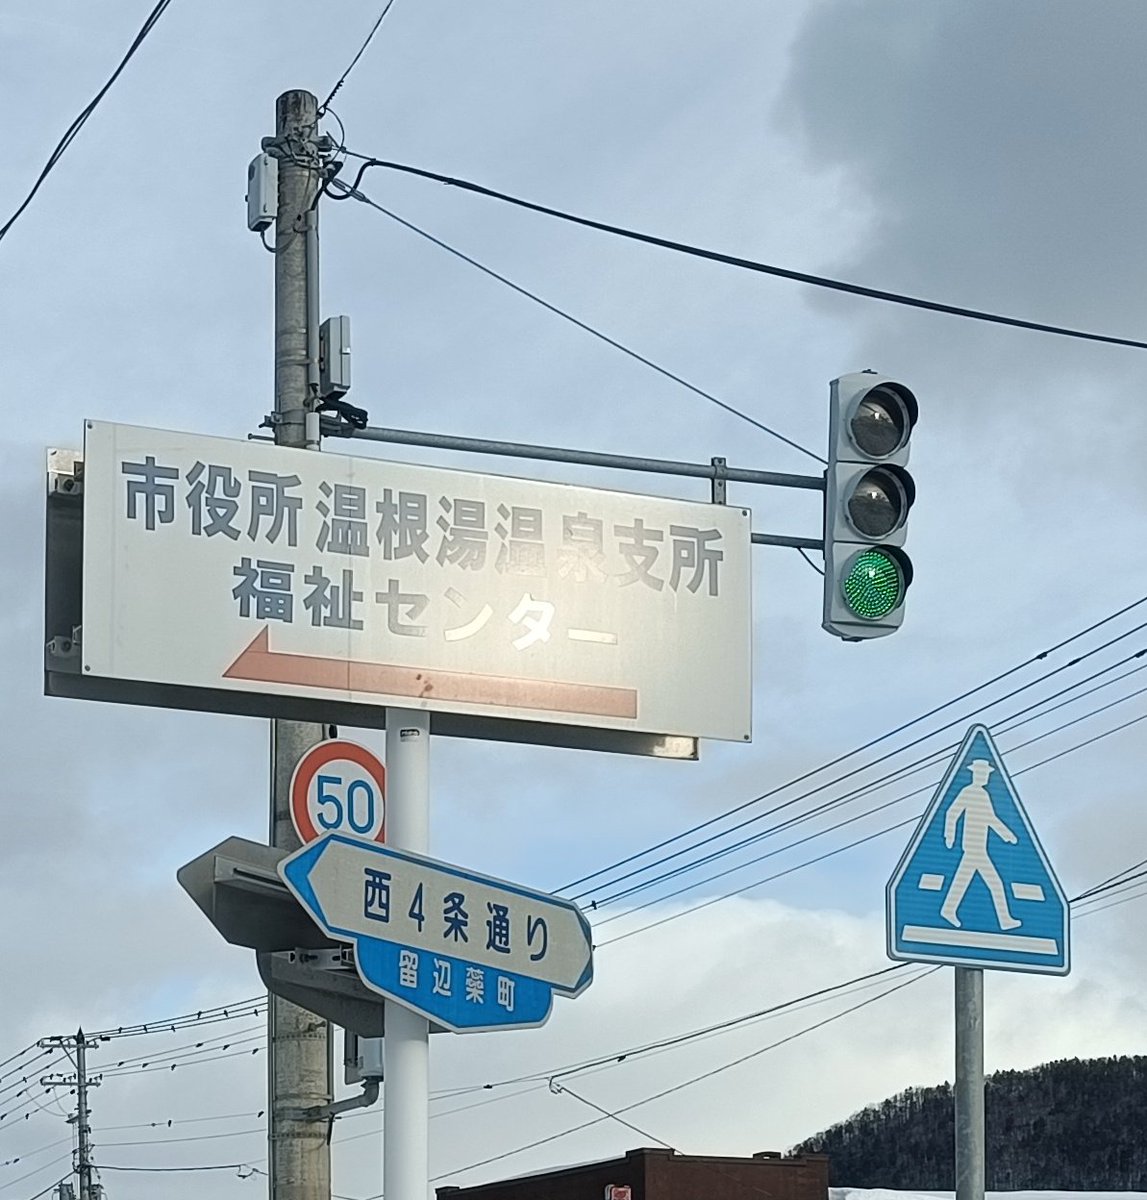 市役所 温根湯温泉支所
福祉センター
50
西4条通り
留辺蘂町